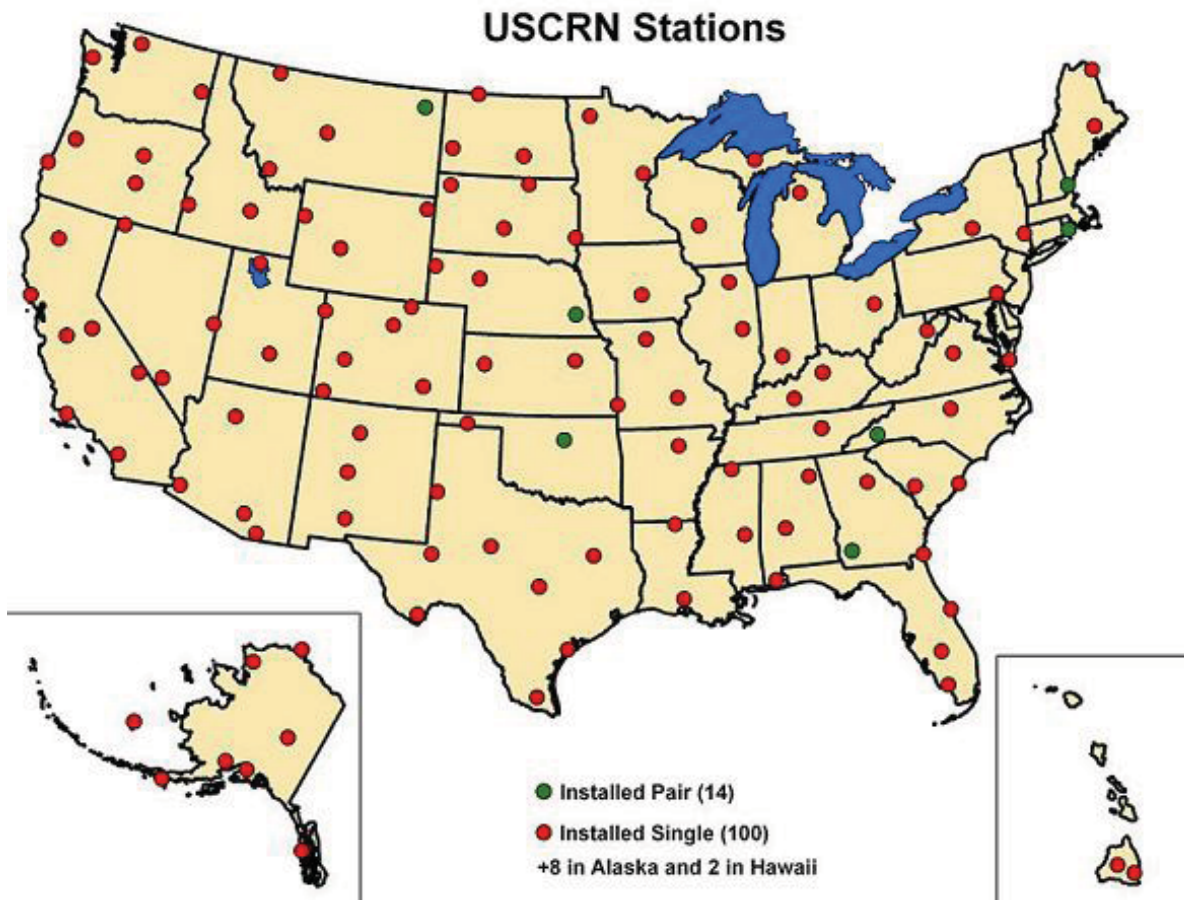 USCRN Stations
Installed Pair (14)
Installed Single (100)
+8 in Alaska and 2 in Hawaii